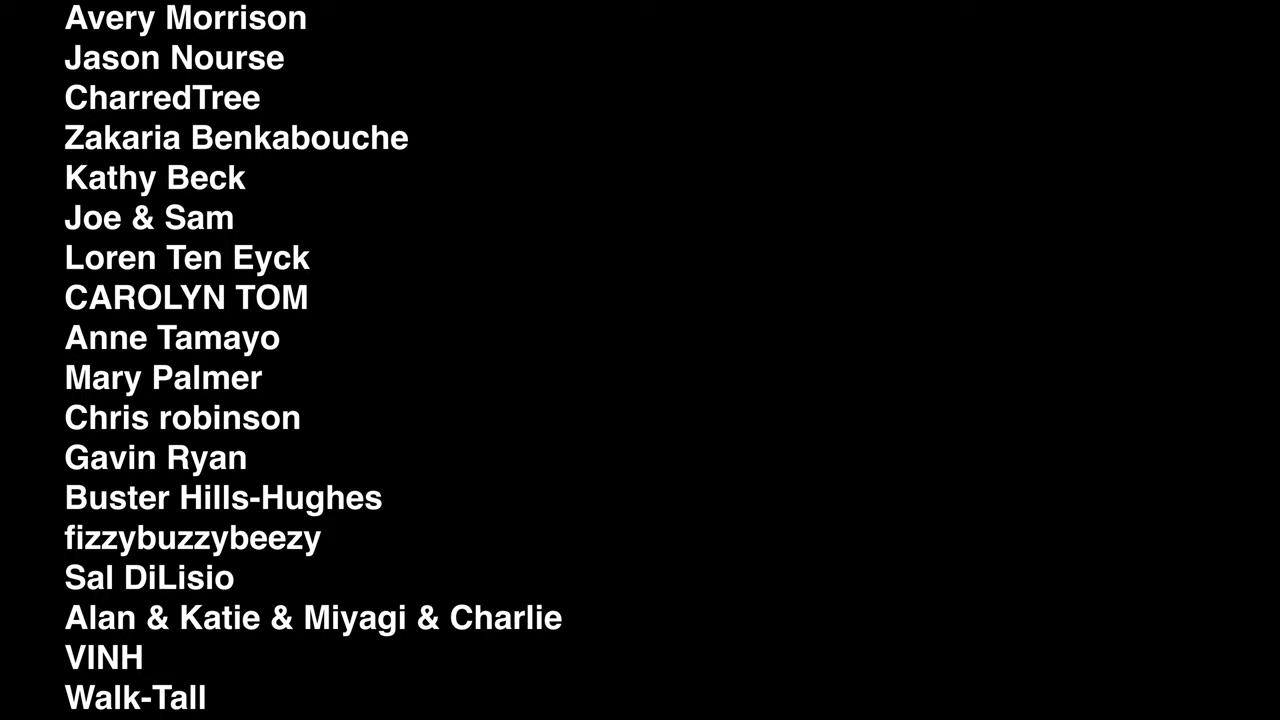 Avery Morrison
Jason Nourse
CharredTree
Zakaria Benkabouche
Kathy Beck
Joe & Sam
Loren Ten Eyck
CAROLYN TOM
Anne Tamayo
Mary Palmer
Chris robinson
Gavin Ryan
Buster Hills-Hughes
fizzybuzzybeezy
Sal DiLisio
Alan & Katie & Miyagi & Charlie
VINH
Walk-Tall